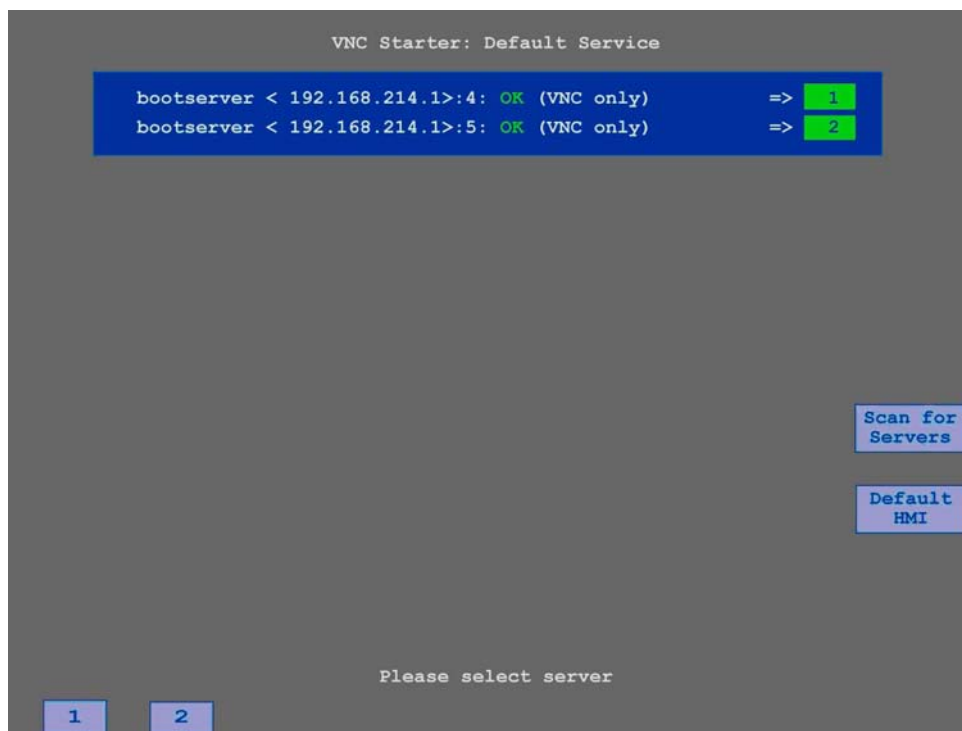 VNC Starter: Default Service
bootserver < 192.168.214.1>:4: OK (VNC only) => 1
bootserver < 192.168.214.1>:5: OK (VNC only) => 2
Scan for
Servers
Default
HMI
Please select server
1 2